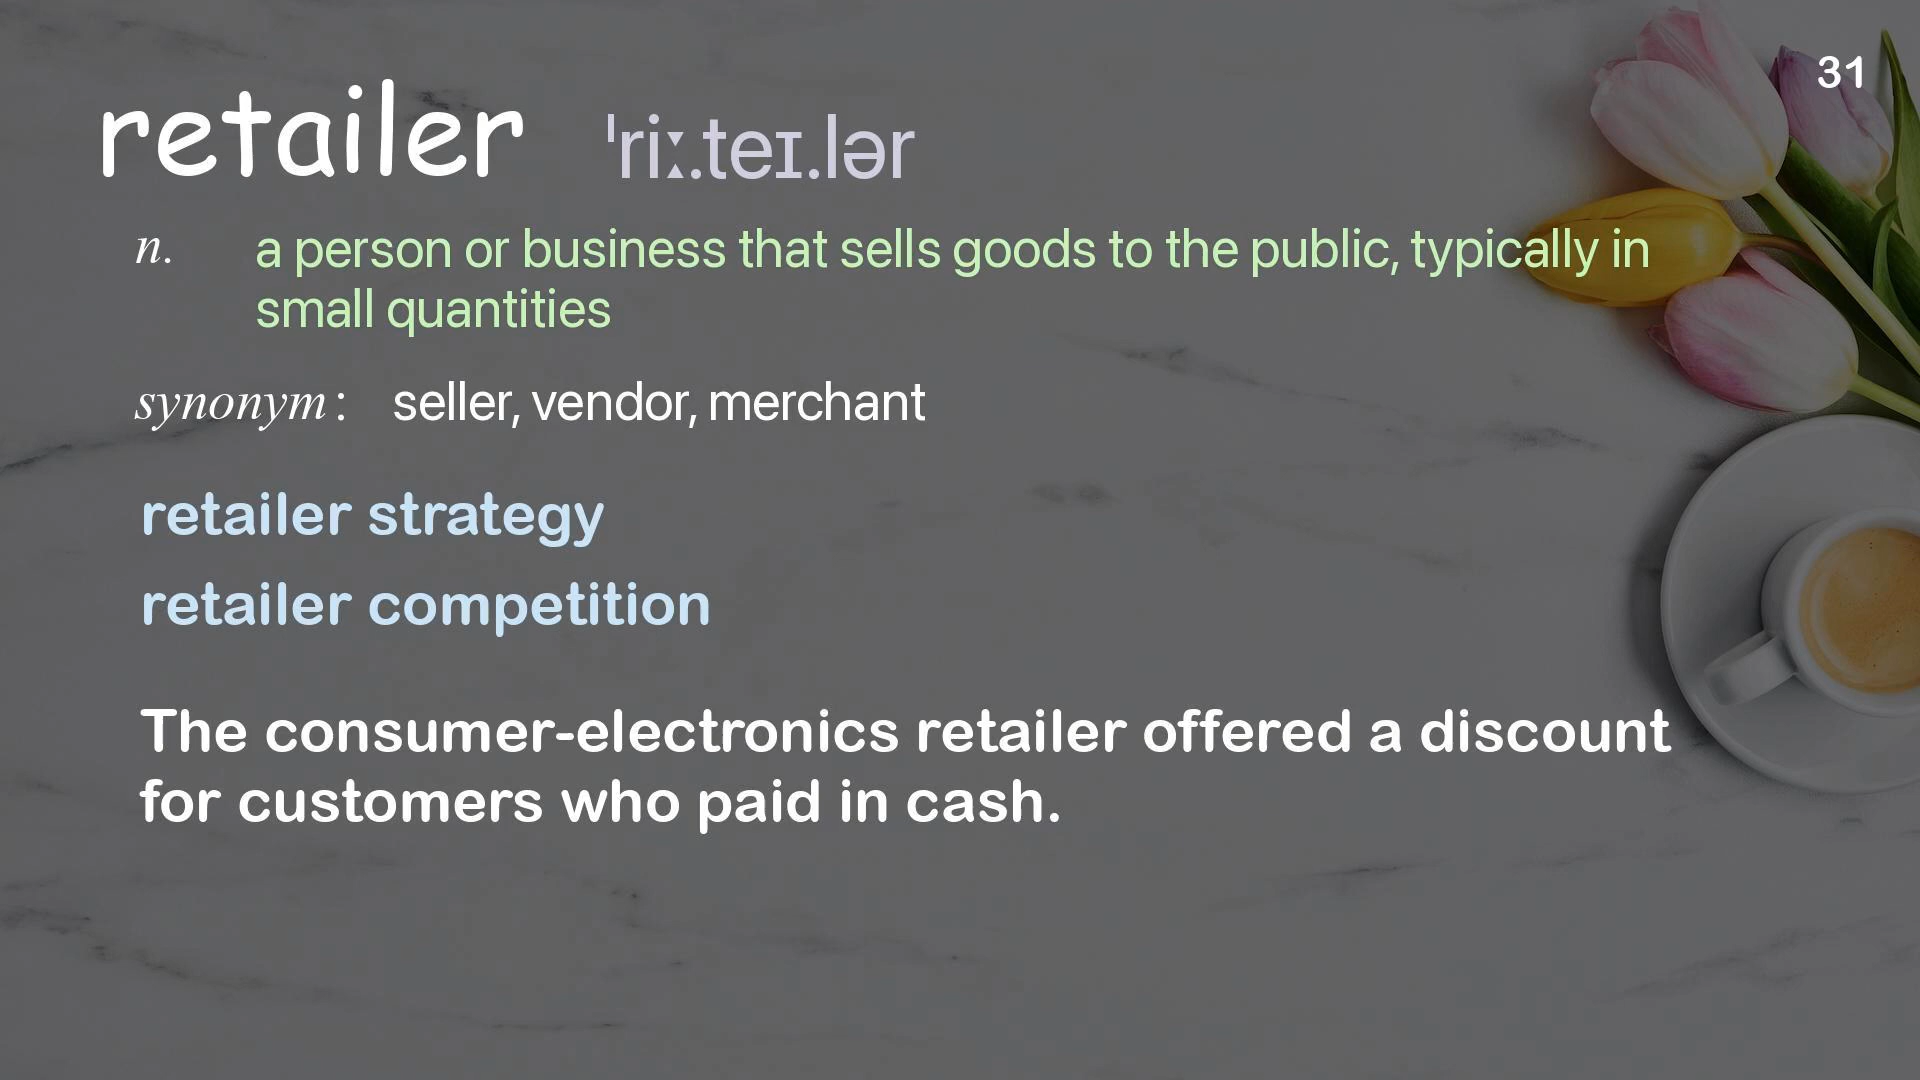 31
retailer ˈriː.teɪ.lər
n. a person or business that sells goods to the public, typically in
small quantities
synonym: seller, vendor, merchant
retailer strategy
retailer competition
The consumer-electronics retailer offered a discount
for customers who paid in cash.